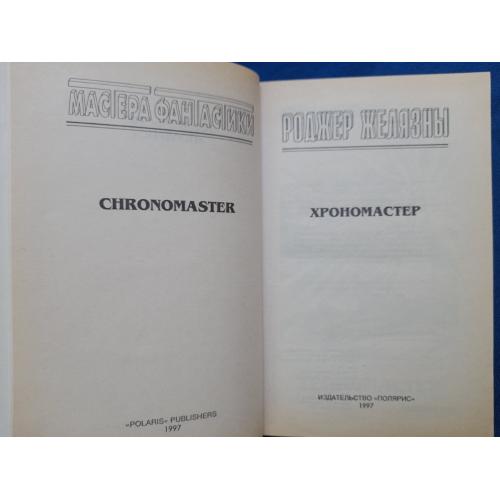 МАСТЕРА ФАНТАСТИКИ
CHRONOMASTER
«POLARIS» PUBLISHERS
1997
РОДЖЕР ЖЕЛЯЗНЫ
ХРОНОМАСТЕР
ИЗДАТЕЛЬСТВО «ПОЛЯРИС»
1997